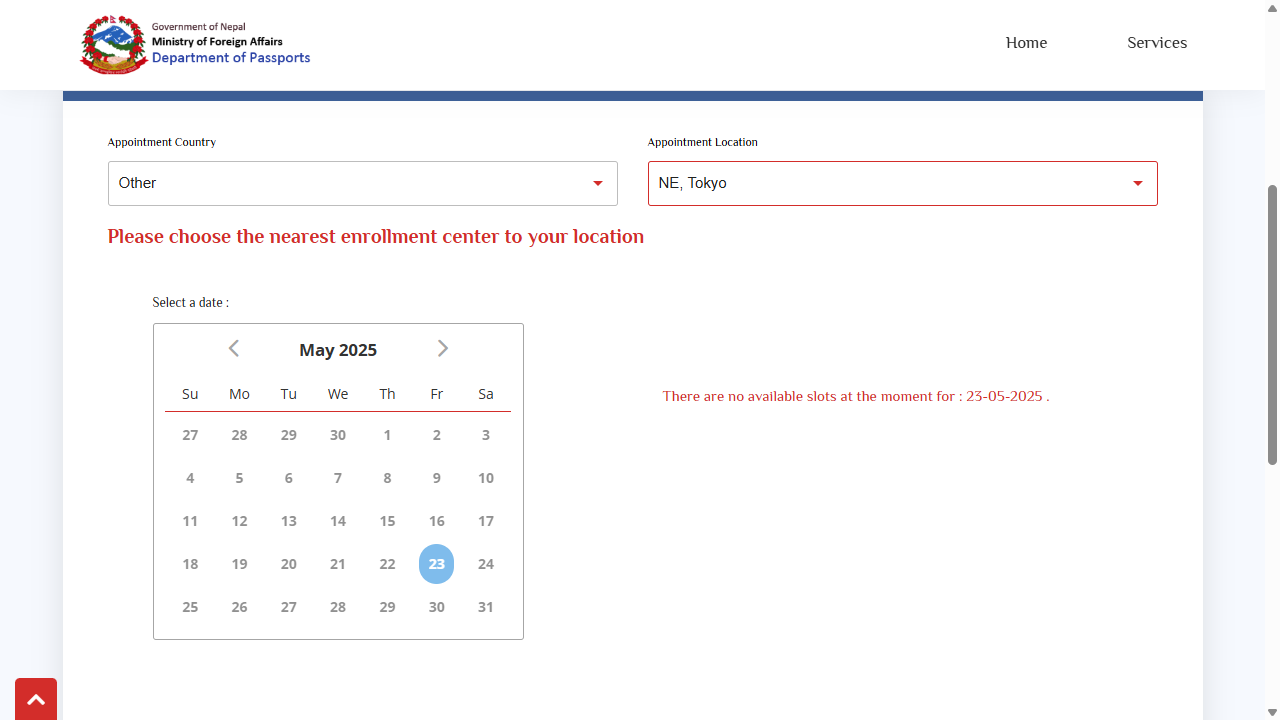 Government of Nepal
Ministry of Foreign Affairs
Department of Passports
Home
Services
Appointment Country
Appointment Location
Other
NE, Tokyo
Please choose the nearest enrollment center to your location
Select a date :
May 2025
Su Mo Tu We Th Fr Sa
27 28 29 30 1 2 3
4 5 6 7 8 9 10
11 12 13 14 15 16 17
18 19 20 21 22 23 24
25 26 27 28 29 30 31
There are no available slots at the moment for : 23-05-2025 .